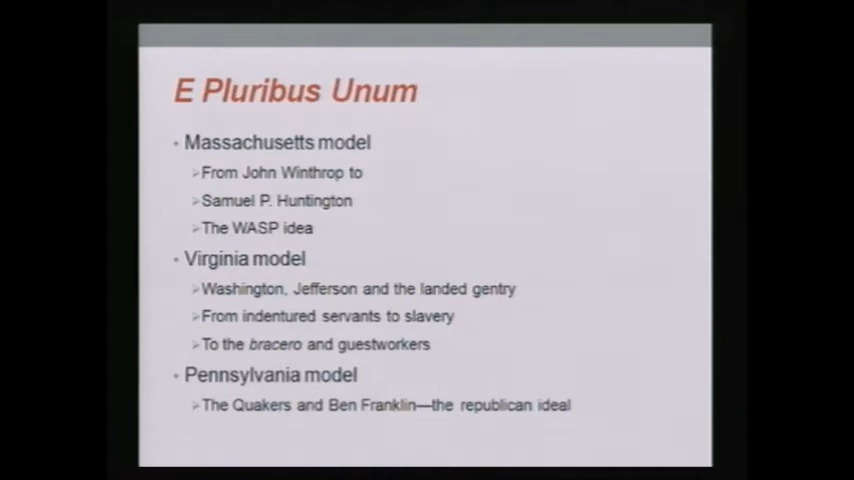 E Pluribus Unum
• Massachusetts model
➢From John Winthrop to
➢Samuel P. Huntington
➢The WASP idea
• Virginia model
➢Washington, Jefferson and the landed gentry
➢From indentured servants to slavery
➢To the bracero and guestworkers
• Pennsylvania model
➢The Quakers and Ben Franklin—the republican ideal